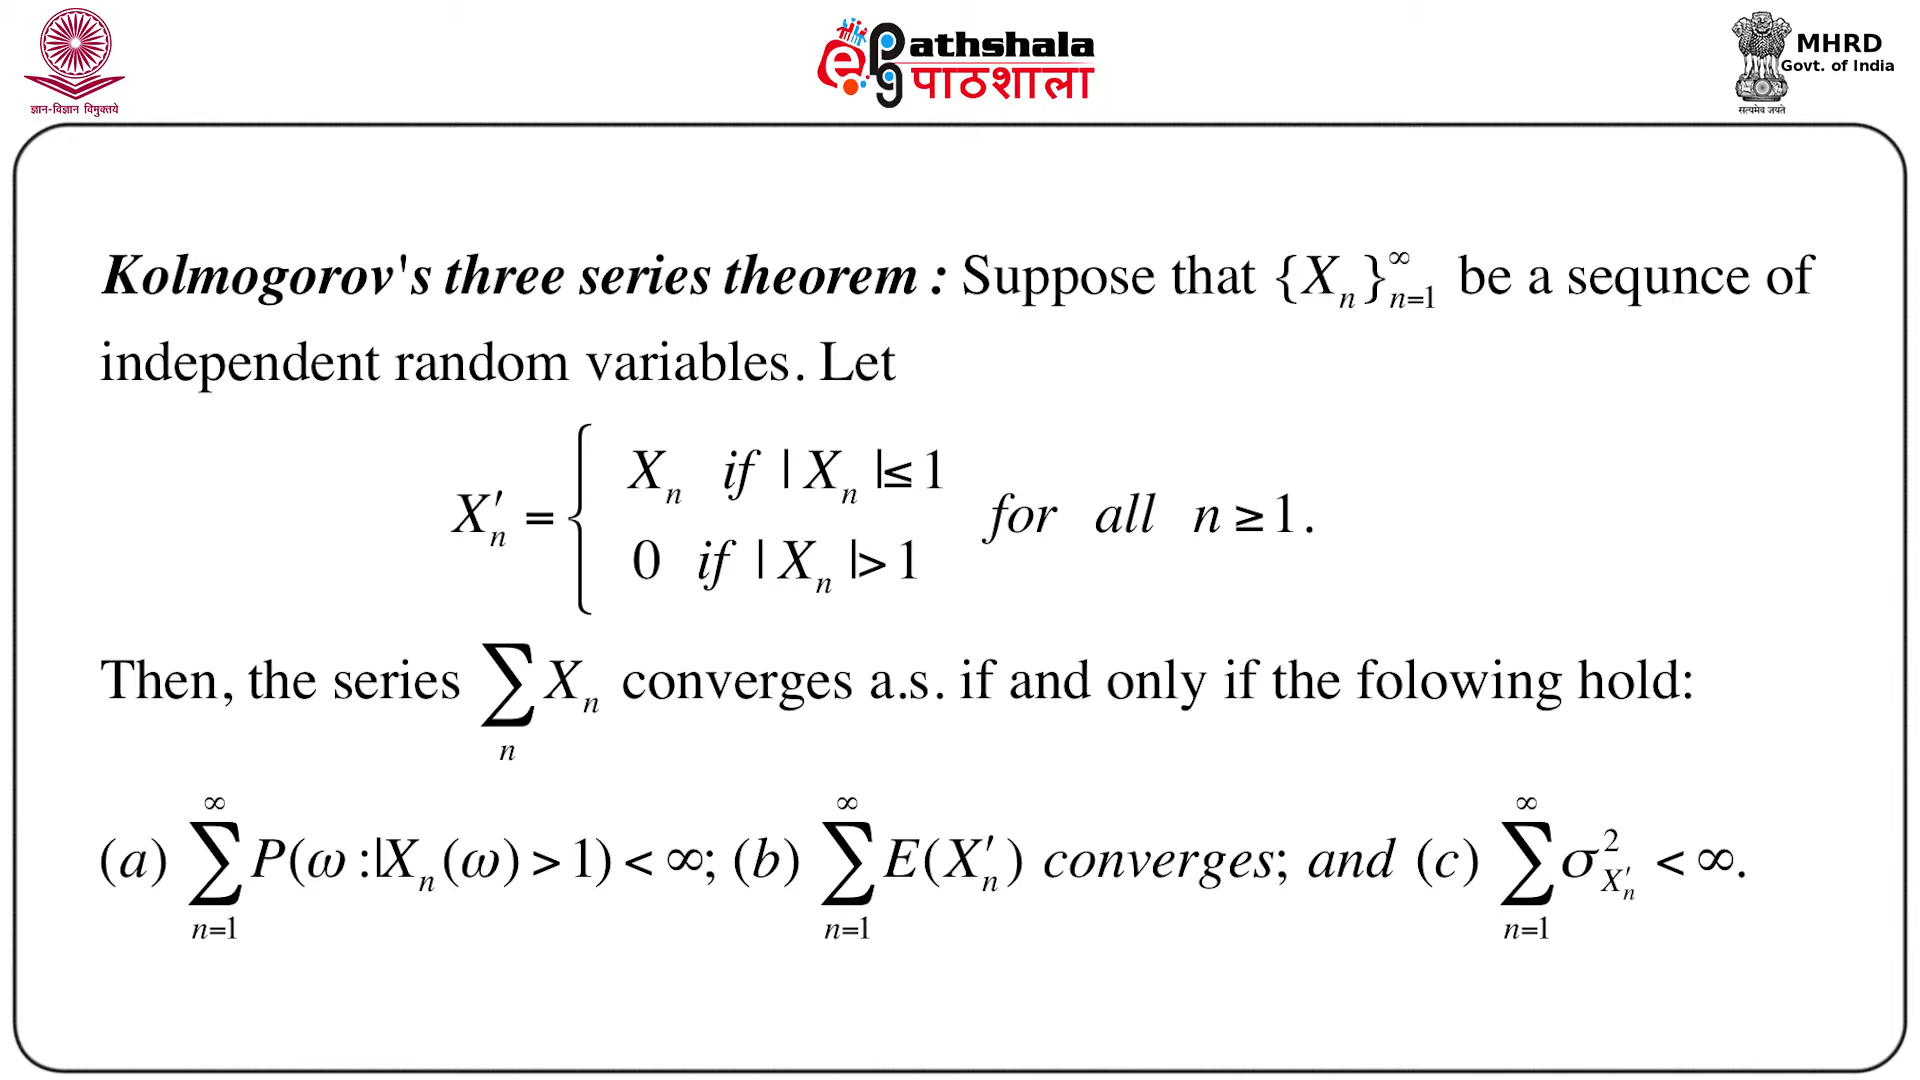 ज्ञान-विज्ञान विमुक्तये
e pg Pathshala
पाठशाला
MHRD
Govt. of India
सत्यमेव जयते
Kolmogorov's three series theorem : Suppose that {X_n}_{n=1}^∞ be a sequnce of
independent random variables. Let
X′_n = { X_n if | X_n |≤ 1
0 if | X_n |> 1
for all n ≥ 1.
Then, the series ∑_n X_n converges a.s. if and only if the folowing hold:
(a) ∑_{n=1}^∞ P(ω :|X_n(ω) > 1) < ∞; (b) ∑_{n=1}^∞ E(X′_n) converges; and (c) ∑_{n=1}^∞ σ²_{X′_n} < ∞.